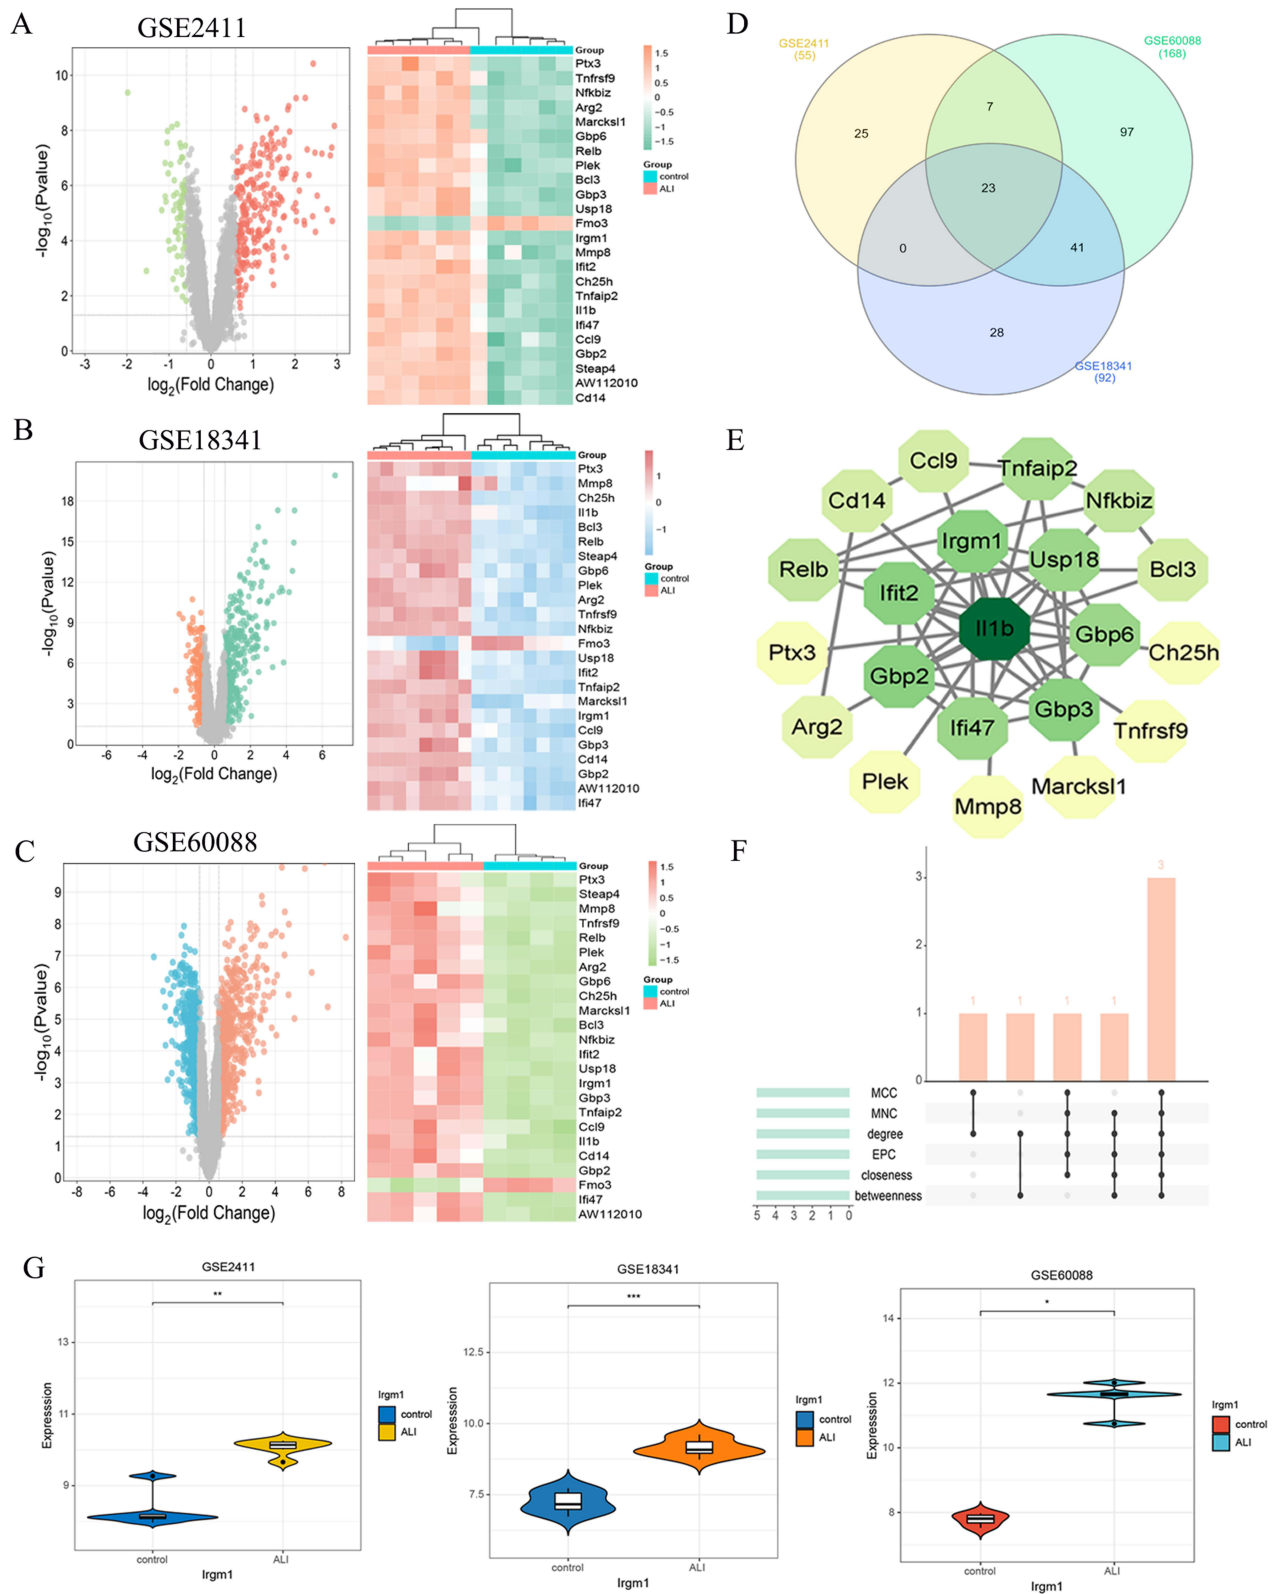 A
GSE2411
-log10(Pvalue)
10
8
6
4
2
0
-3
-2
-1
0
1
2
3
log2(Fold Change)
Group
Ptx3
Tnfrsf9
Nfkbiz
Arg2
Marcksl1
Gbp6
Relb
Plek
Bcl3
Gbp3
Usp18
Fmo3
Irgm1
Mmp8
Ifit2
Ch25h
Tnfaip2
Il1b
Ifi47
Ccl9
Gbp2
Steap4
AW112010
Cd14
1.5
1
0.5
0
−0.5
−1
−1.5
Group
control
ALI
B
GSE18341
-log10(Pvalue)
18
15
12
9
6
3
0
-6
-4
-2
0
2
4
6
log2(Fold Change)
Group
Ptx3
Mmp8
Ch25h
Il1b
Bcl3
Relb
Steap4
Gbp6
Plek
Arg2
Tnfrsf9
Nfkbiz
Fmo3
Usp18
Ifit2
Tnfaip2
Marcksl1
Irgm1
Ccl9
Gbp3
Cd14
Gbp2
AW112010
Ifi47
1
0
−1
Group
control
ALI
C
GSE60088
-log10(Pvalue)
9
8
7
6
5
4
3
2
1
0
-8
-6
-4
-2
0
2
4
6
8
log2(Fold Change)
Group
Ptx3
Steap4
Mmp8
Tnfrsf9
Relb
Plek
Arg2
Gbp6
Ch25h
Marcksl1
Bcl3
Nfkbiz
Ifit2
Usp18
Irgm1
Gbp3
Tnfaip2
Ccl9
Il1b
Cd14
Gbp2
Fmo3
Ifi47
AW112010
1.5
1
0.5
0
−0.5
−1
−1.5
Group
control
ALI
D
GSE2411
(55)
GSE60088
(168)
7
25
97
23
0
41
28
GSE18341
(92)
E
Ccl9
Tnfaip2
Cd14
Nfkbiz
Irgm1
Usp18
Relb
Bcl3
Ifit2
Il1b
Gbp6
Ptx3
Ch25h
Gbp2
Gbp3
Arg2
Ifi47
Tnfrsf9
Plek
Marcksl1
Mmp8
F
3
2
1
0
1
1
1
1
3
MCC
MNC
degree
EPC
closeness
betweenness
5
4
3
2
1
0
G
GSE2411
**
Expresssion
13
11
9
control
ALI
Irgm1
Irgm1
control
ALI
GSE18341
***
Expresssion
12.5
10.0
7.5
control
ALI
Irgm1
Irgm1
control
ALI
GSE60088
*
Expresssion
14
12
10
8
control
ALI
Irgm1
Irgm1
control
ALI